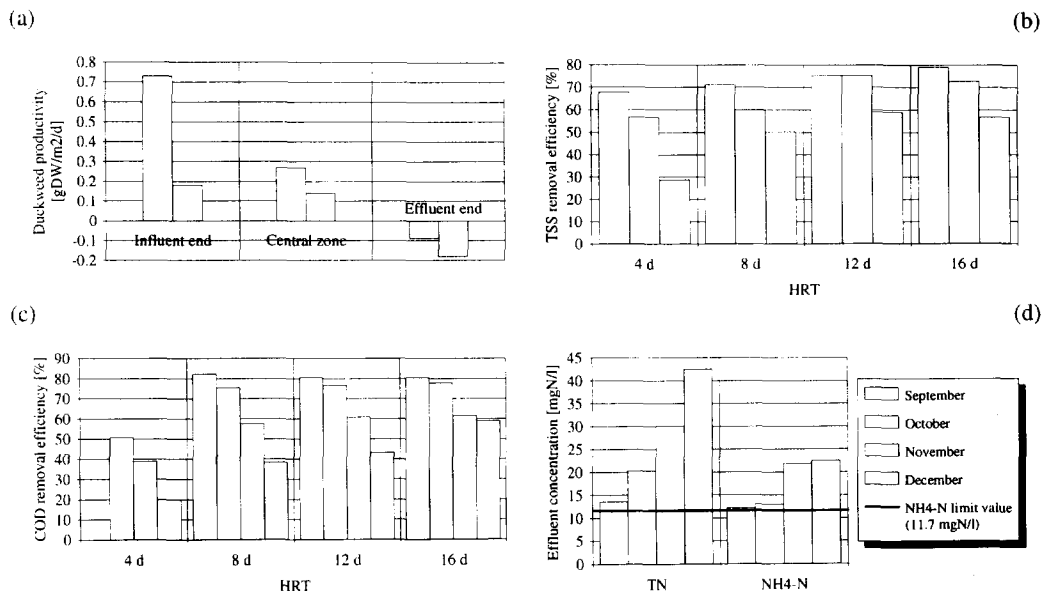 (a)
Duckweed productivity
[gDW/m2/d]
0.8
0.7
0.6
0.5
0.4
0.3
0.2
0.1
0
-0.1
-0.2
Influent end
Central zone
Effluent end
(b)
TSS removal efficiency [%]
80
70
60
50
40
30
20
10
0
4 d
8 d
12 d
16 d
HRT
(c)
COD removal efficiency [%]
90
80
70
60
50
40
30
20
10
0
4 d
8 d
12 d
16 d
HRT
(d)
Effluent concentration [mgN/l]
45
40
35
30
25
20
15
10
5
0
TN
NH4-N
September
October
November
December
NH4-N limit value
(11.7 mgN/l)